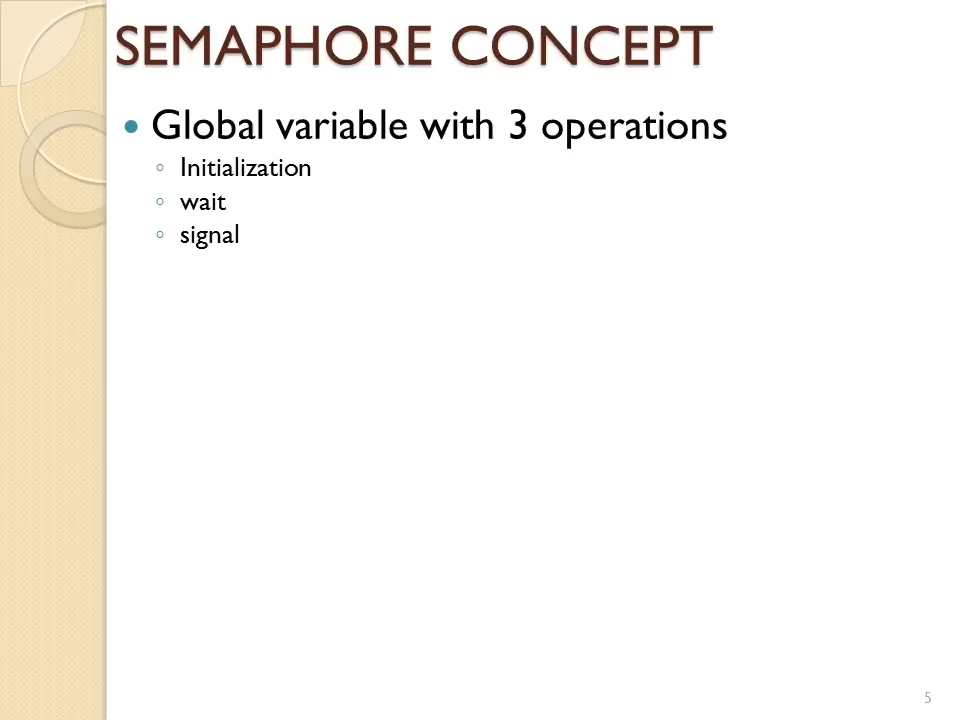 SEMAPHORE CONCEPT
• Global variable with 3 operations
◦ Initialization
◦ wait
◦ signal
5